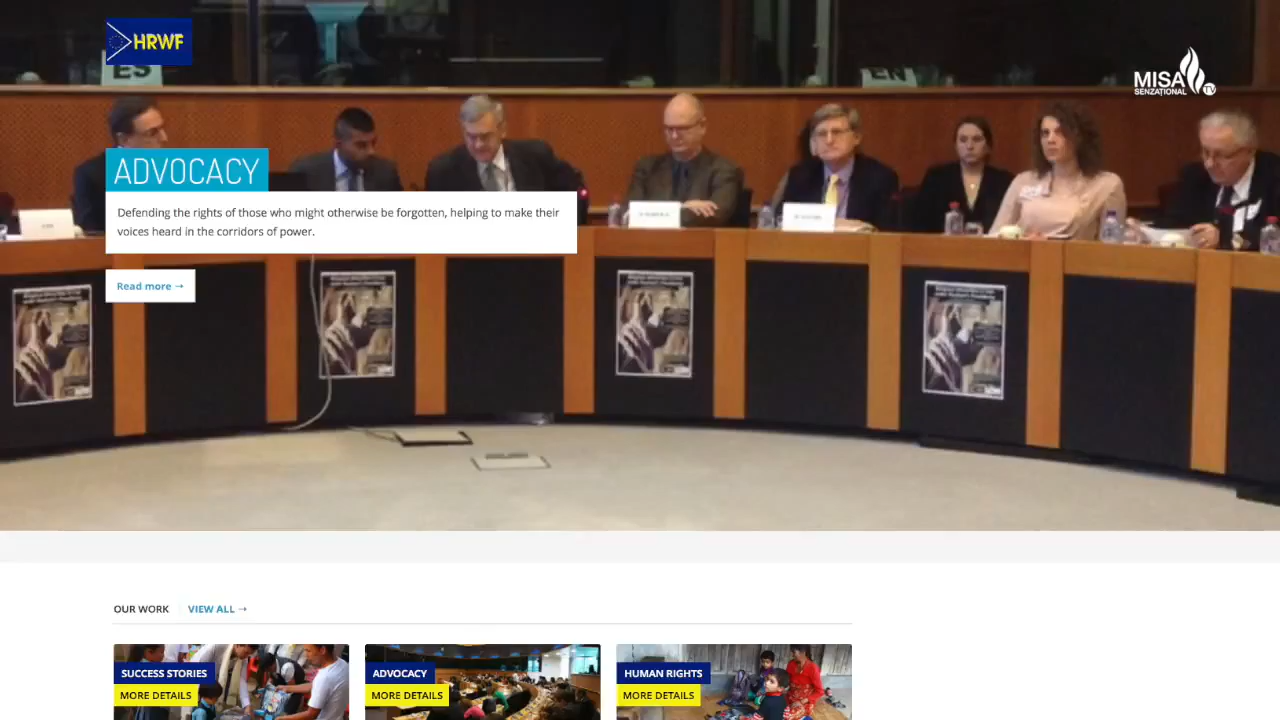 HRWF
ES
EN
MISA
SENZAȚIONAL TV
ADVOCACY
Defending the rights of those who might otherwise be forgotten, helping to make their
voices heard in the corridors of power.
Read more →
OUR WORK
VIEW ALL →
SUCCESS STORIES
MORE DETAILS
ADVOCACY
MORE DETAILS
HUMAN RIGHTS
MORE DETAILS